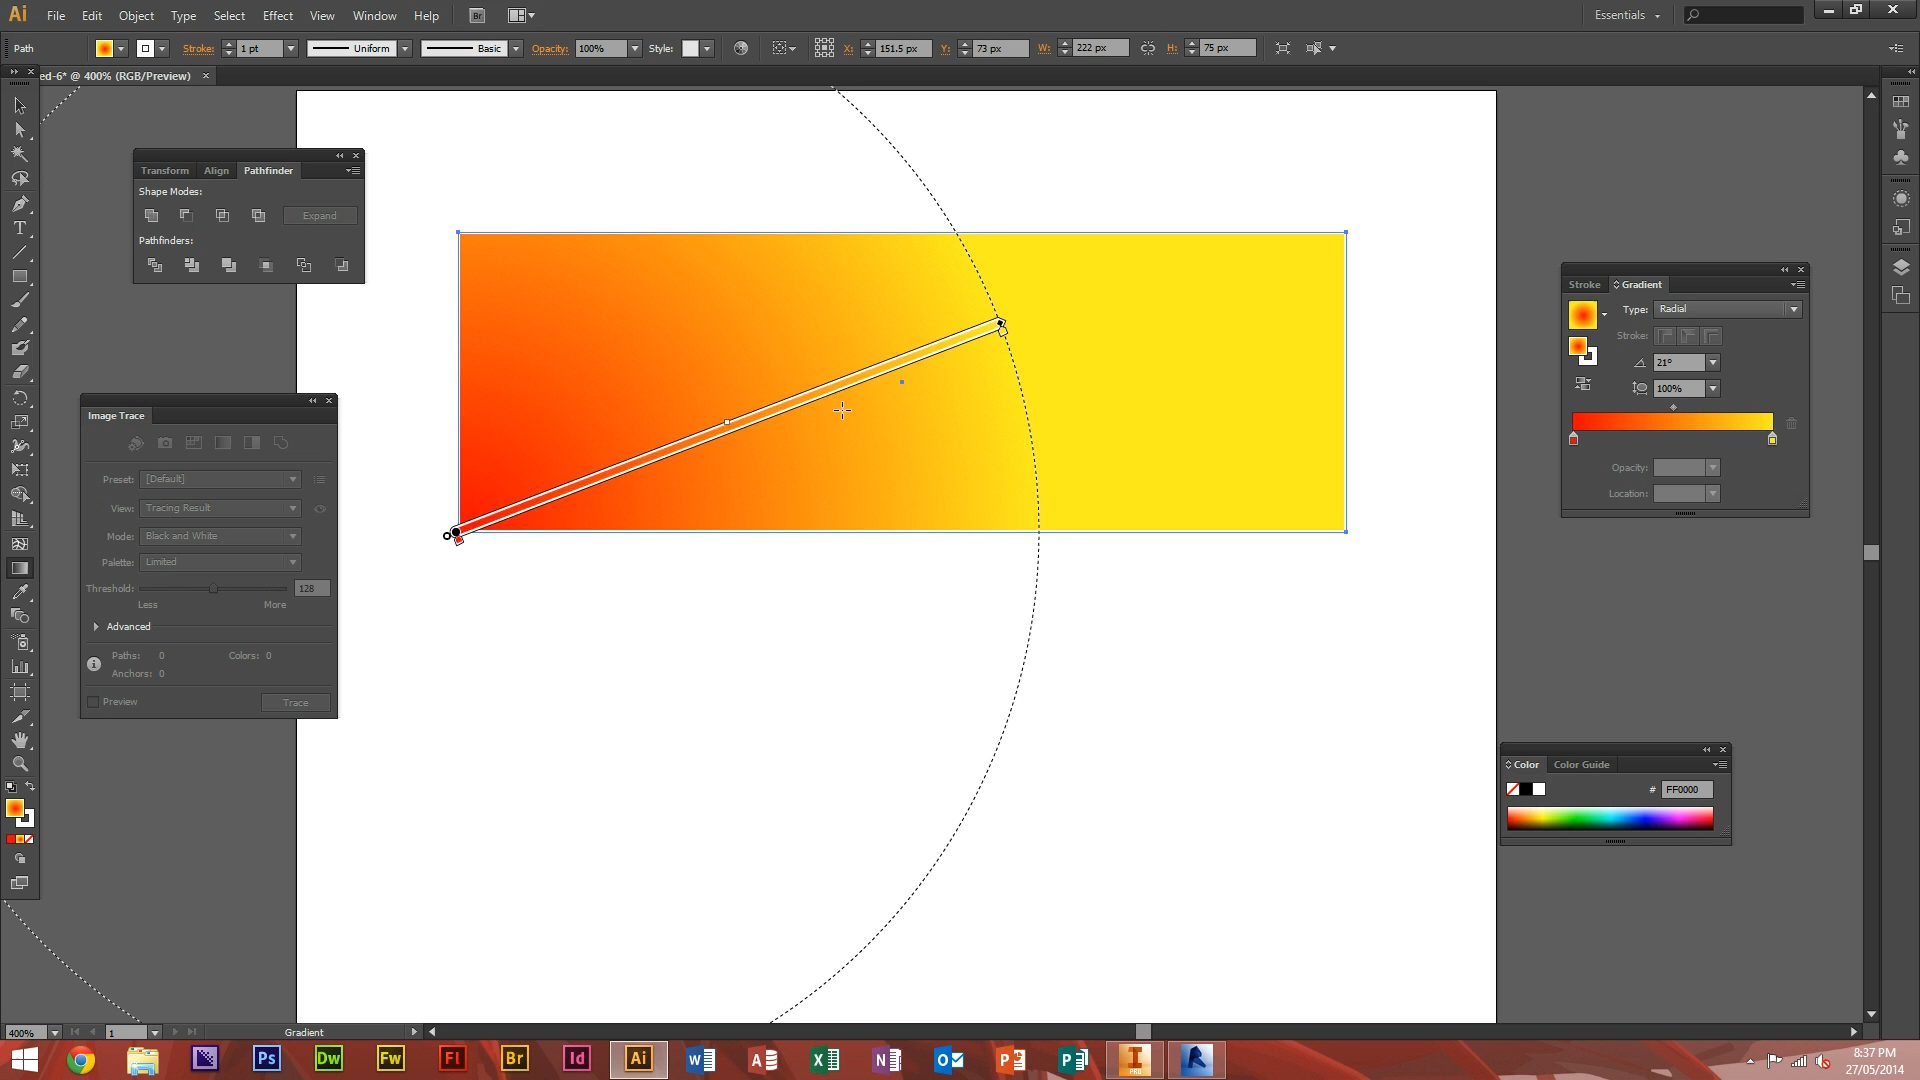 Ai File Edit Object Type Select Effect View Window Help Br Essentials
Path Stroke: 1 pt Uniform Basic Opacity: 100% Style: X: 151.5 px Y: 73 px W: 222 px H: 75 px
ed-6* @ 400% (RGB/Preview)
Transform Align Pathfinder
Shape Modes:
Expand
Pathfinders:
Stroke Gradient
Type: Radial
Stroke:
21°
100%
Opacity:
Location:
Image Trace
Preset: [Default]
View: Tracing Result
Mode: Black and White
Palette: Limited
Threshold: 128
Less More
Advanced
Paths: 0 Colors: 0
Anchors: 0
Preview Trace
Color Color Guide
# FF0000
400% 1 Gradient
Ps Dw Fw Fl Br Id Ai W A X N O P P I PRO R
8:37 PM
27/05/2014